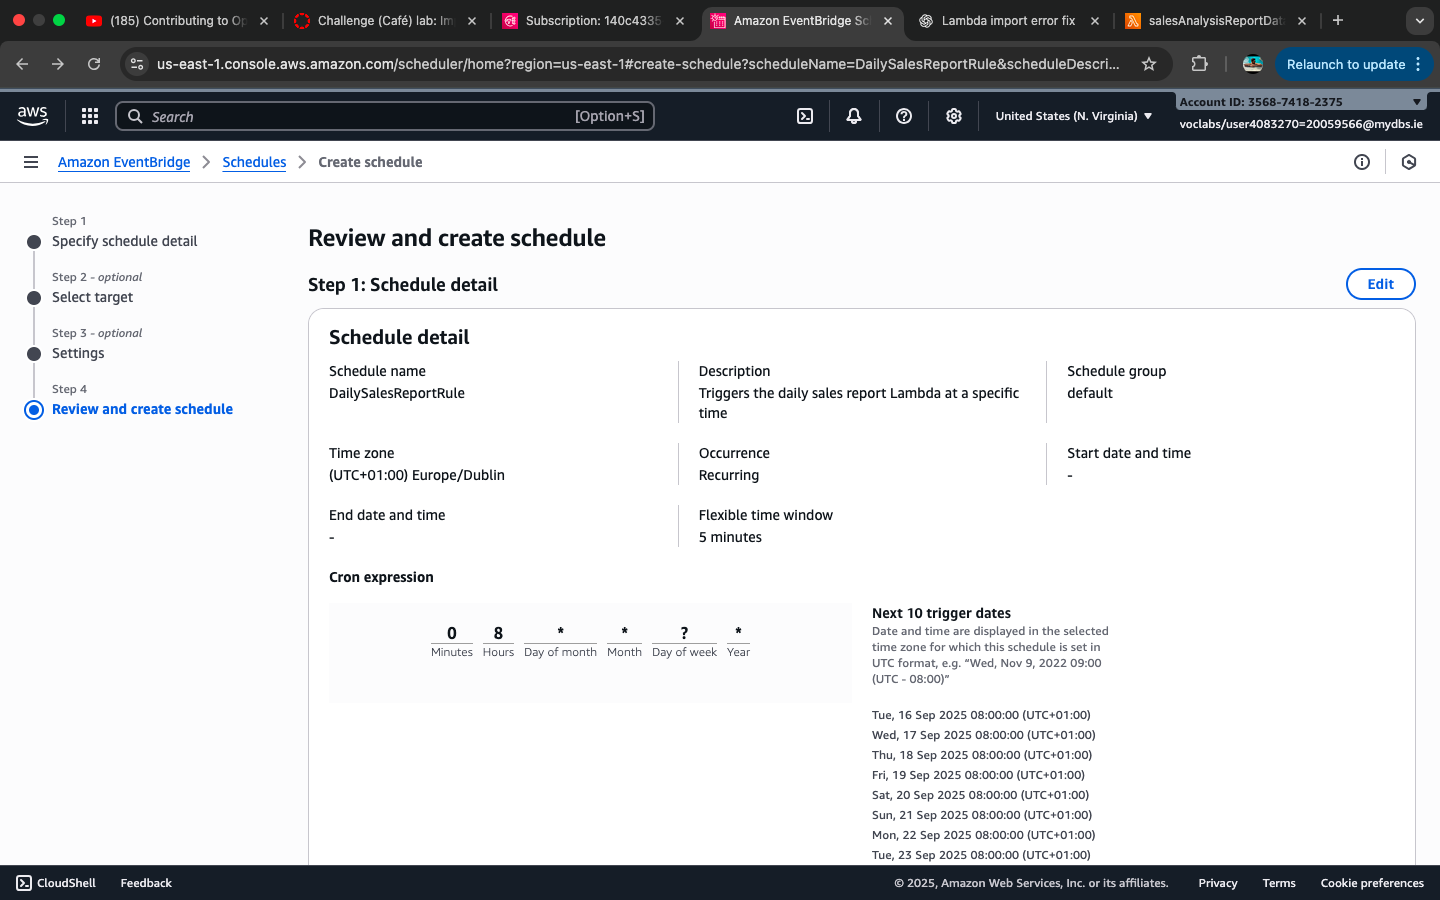 (185) Contributing to Op
Challenge (Café) lab: Im
Subscription: 140c4335
Amazon EventBridge Sc
Lambda import error fix
salesAnalysisReportDat
us-east-1.console.aws.amazon.com/scheduler/home?region=us-east-1#create-schedule?scheduleName=DailySalesReportRule&scheduleDescri...
Relaunch to update
aws
Search
[Option+S]
United States (N. Virginia)
Account ID: 3568-7418-2375
voclabs/user4083270=20059566@mydbs.ie
Amazon EventBridge
Schedules
Create schedule
Step 1
Specify schedule detail
Step 2 - optional
Select target
Step 3 - optional
Settings
Step 4
Review and create schedule
Review and create schedule
Step 1: Schedule detail
Edit
Schedule detail
Schedule name
DailySalesReportRule
Description
Triggers the daily sales report Lambda at a specific
time
Schedule group
default
Time zone
(UTC+01:00) Europe/Dublin
Occurrence
Recurring
Start date and time
-
End date and time
-
Flexible time window
5 minutes
Cron expression
0 8 * * ? *
Minutes Hours Day of month Month Day of week Year
Next 10 trigger dates
Date and time are displayed in the selected
time zone for which this schedule is set in
UTC format, e.g. “Wed, Nov 9, 2022 09:00
(UTC - 08:00)”
Tue, 16 Sep 2025 08:00:00 (UTC+01:00)
Wed, 17 Sep 2025 08:00:00 (UTC+01:00)
Thu, 18 Sep 2025 08:00:00 (UTC+01:00)
Fri, 19 Sep 2025 08:00:00 (UTC+01:00)
Sat, 20 Sep 2025 08:00:00 (UTC+01:00)
Sun, 21 Sep 2025 08:00:00 (UTC+01:00)
Mon, 22 Sep 2025 08:00:00 (UTC+01:00)
Tue, 23 Sep 2025 08:00:00 (UTC+01:00)
CloudShell
Feedback
© 2025, Amazon Web Services, Inc. or its affiliates.
Privacy
Terms
Cookie preferences